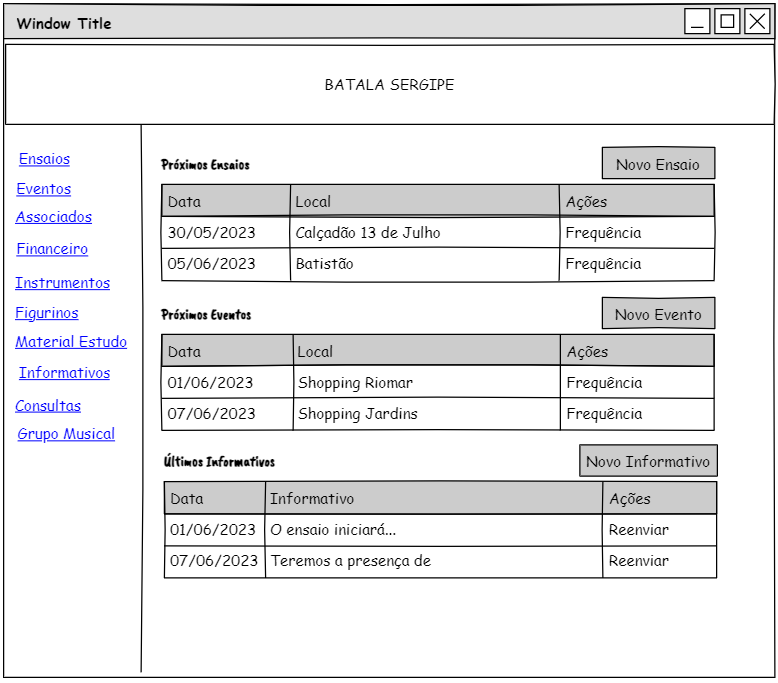 Window Title
BATALA SERGIPE
Ensaios
Eventos
Associados
Financeiro
Instrumentos
Figurinos
Material Estudo
Informativos
Consultas
Grupo Musical
Próximos Ensaios
Novo Ensaio
Data Local Ações
30/05/2023 Calçadão 13 de Julho Frequência
05/06/2023 Batistão Frequência
Próximos Eventos
Novo Evento
Data Local Ações
01/06/2023 Shopping Riomar Frequência
07/06/2023 Shopping Jardins Frequência
Últimos Informativos
Novo Informativo
Data Informativo Ações
01/06/2023 O ensaio iniciará... Reenviar
07/06/2023 Teremos a presença de Reenviar